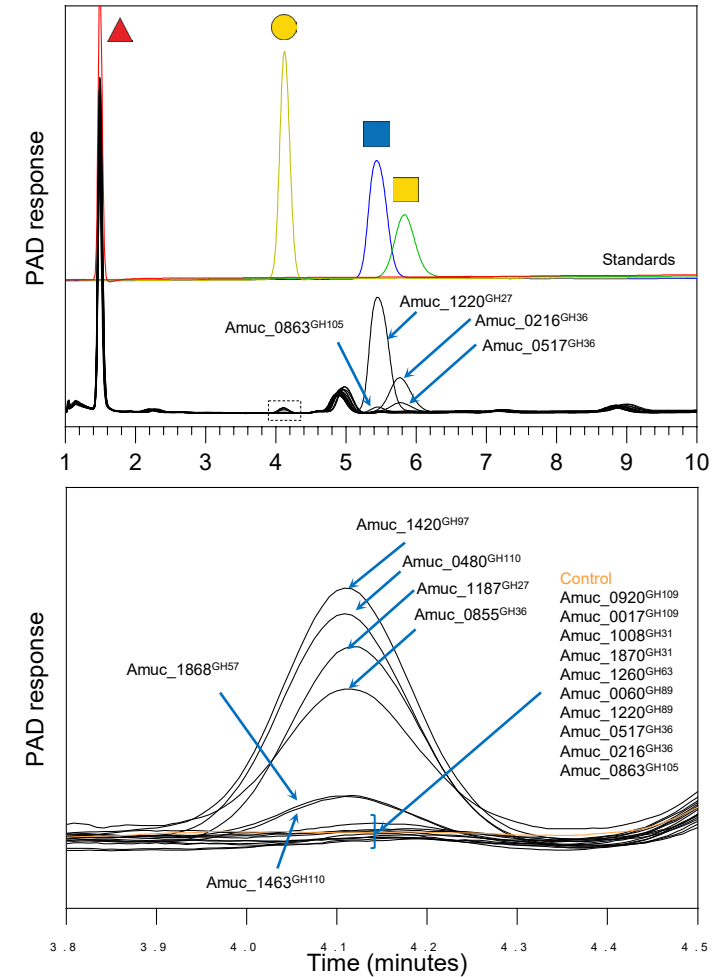 PAD response
Standards
Amuc_1220GH27
Amuc_0863GH105
Amuc_0216GH36
Amuc_0517GH36
1 2 3 4 5 6 7 8 9 10
PAD response
Amuc_1420GH97
Amuc_0480GH110
Amuc_1187GH27
Amuc_0855GH36
Amuc_1868GH57
Amuc_1463GH110
Control
Amuc_0920GH109
Amuc_0017GH109
Amuc_1008GH31
Amuc_1870GH31
Amuc_1260GH63
Amuc_0060GH89
Amuc_1220GH89
Amuc_0517GH36
Amuc_0216GH36
Amuc_0863GH105
3.8 3.9 4.0 4.1 4.2 4.3 4.4 4.5
Time (minutes)